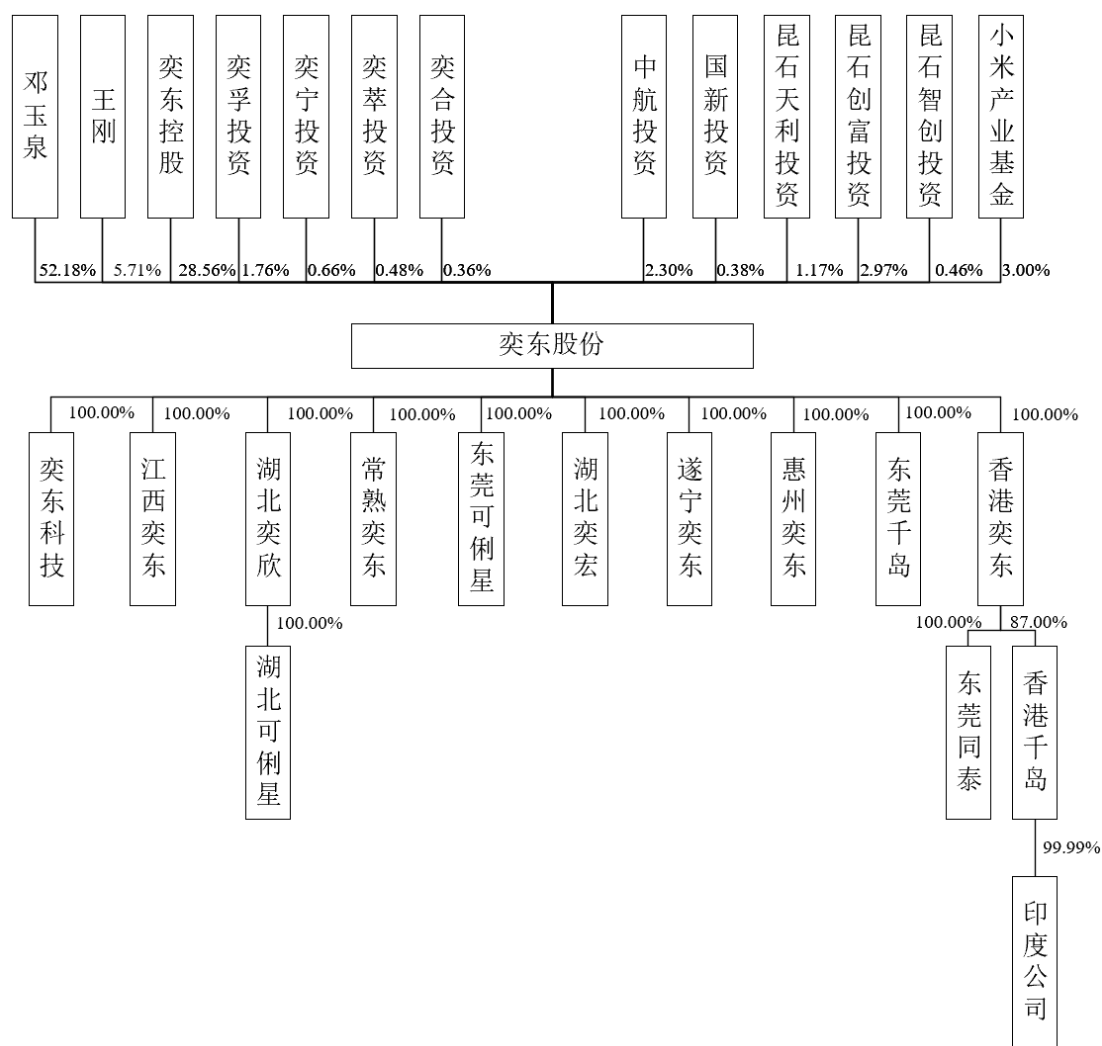 邓玉泉
王刚
奕东控股
奕孚投资
奕宁投资
奕萃投资
奕合投资
中航投资
国新投资
昆石天利投资
昆石创富投资
昆石智创投资
小米产业基金
52.18%
5.71%
28.56%
1.76%
0.66%
0.48%
0.36%
2.30%
0.38%
1.17%
2.97%
0.46%
3.00%
奕东股份
100.00%
100.00%
100.00%
100.00%
100.00%
100.00%
100.00%
100.00%
100.00%
100.00%
奕东科技
江西奕东
湖北奕欣
常熟奕东
东莞可俐星
湖北奕宏
遂宁奕东
惠州奕东
东莞千岛
香港奕东
100.00%
100.00%
87.00%
湖北可俐星
东莞同泰
香港千岛
99.99%
印度公司